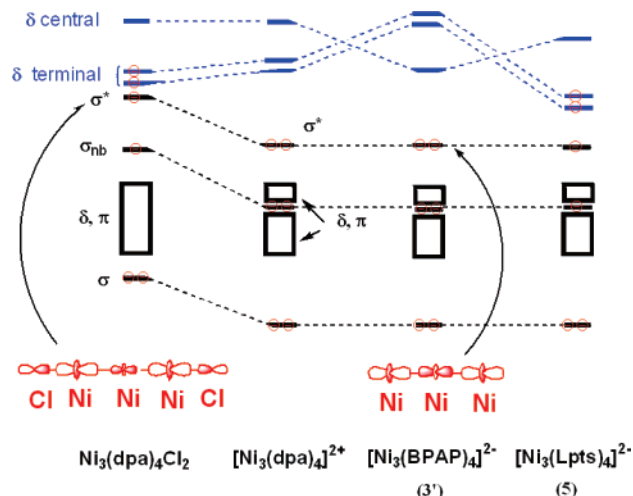 δ central
δ terminal
σ*
σ*
σnb
δ, π
δ, π
σ
Cl Ni Ni Ni Cl
Ni Ni Ni
Ni₃(dpa)₄Cl₂ [Ni₃(dpa)₄]²⁺ [Ni₃(BPAP)₄]²⁻ [Ni₃(Lpts)₄]²⁻
(3') (5)